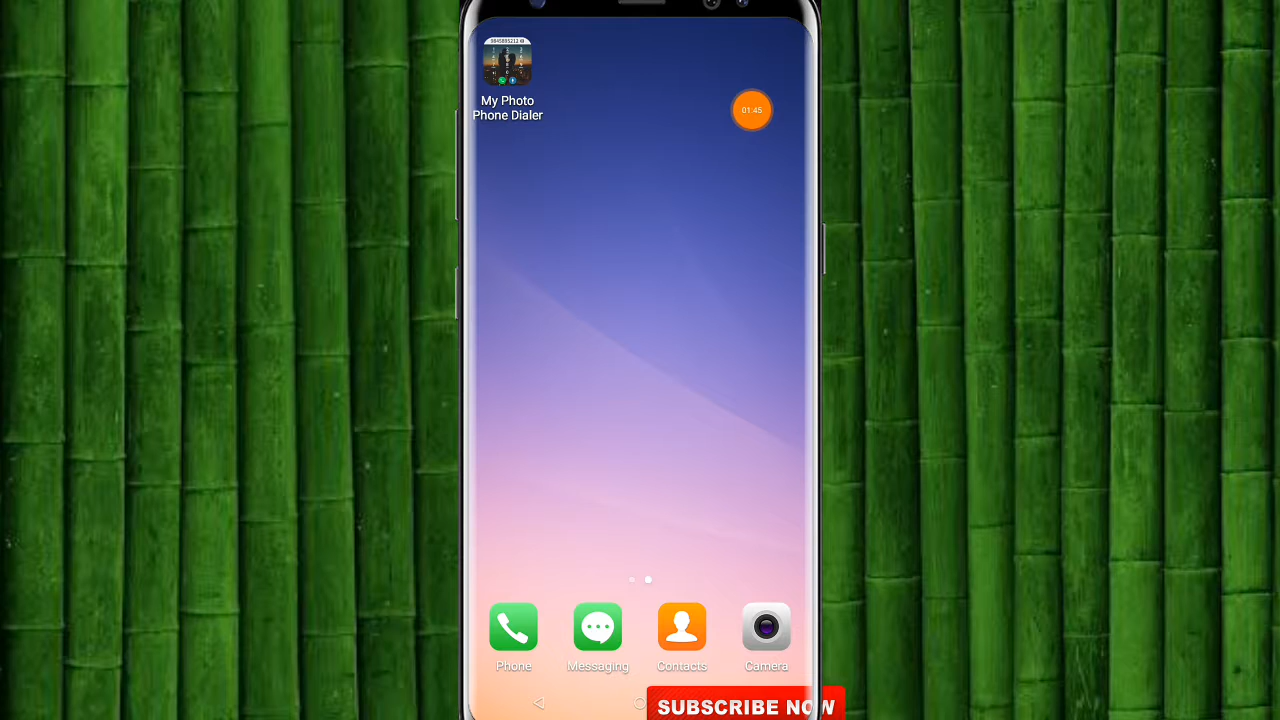 My Photo
Phone Dialer
01:45
Phone
Messaging
Contacts
Camera
SUBSCRIBE NOW